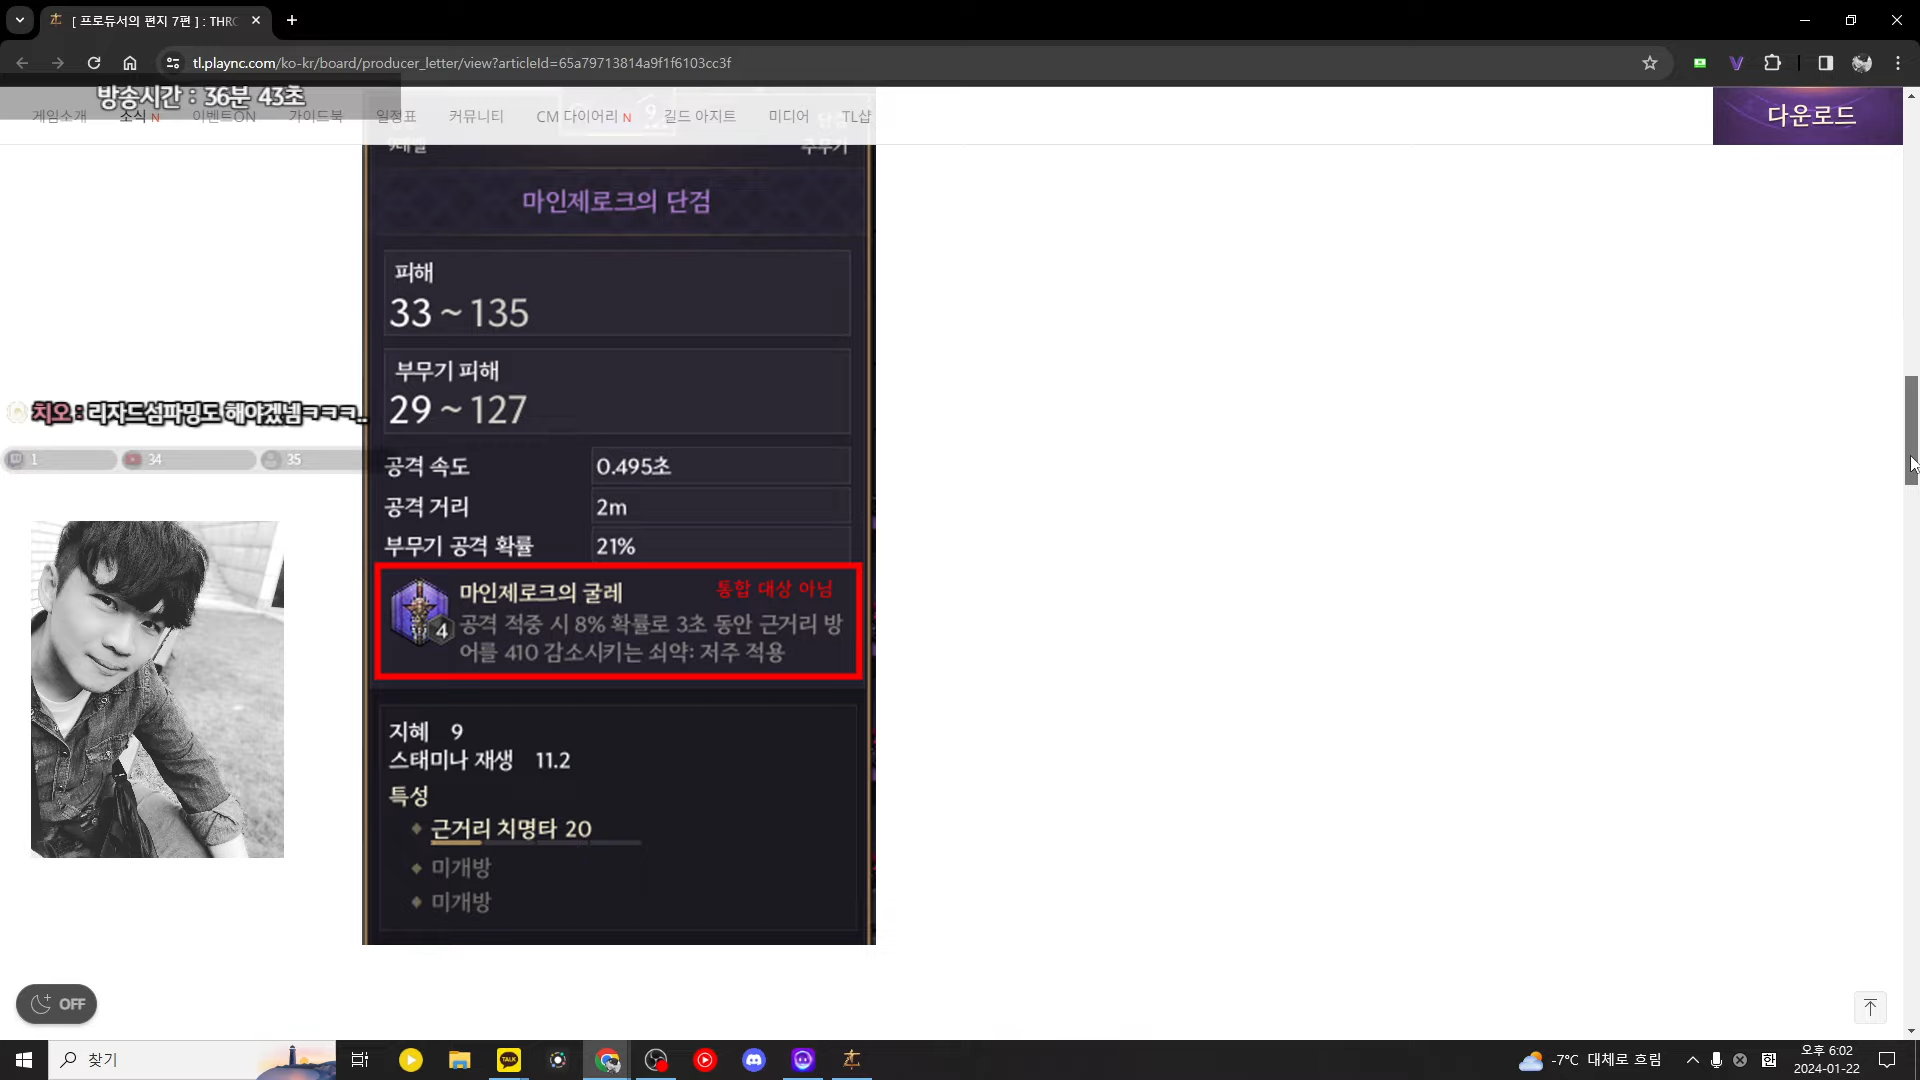 [ 프로듀서의 편지 7편 ] : THRO
tl.plaync.com/ko-kr/board/producer_letter/view?articleId=65a79713814a9f1f6103cc3f
방송시간 : 36분 43초
게임소개 소식 N 이벤트ON 가이드북 일정표 커뮤니티 CM 다이어리 N 길드 아지트 미디어 TL샵
다운로드
주무기
마인제로크의 단검
피해
33 ~ 135
부무기 피해
29 ~ 127
치오 : 리자드섬파밍도 해야겠넴ㅋㅋㅋ..
1 34 35
공격 속도 0.495초
공격 거리 2m
부무기 공격 확률 21%
마인제로크의 굴레 통합 대상 아님
4
공격 적중 시 8% 확률로 3초 동안 근거리 방
어를 410 감소시키는 쇠약: 저주 적용
지혜 9
스태미나 재생 11.2
특성
근거리 치명타 20
미개방
미개방
OFF
찾기
TALK
-7°C 대체로 흐림
한
오후 6:02
2024-01-22